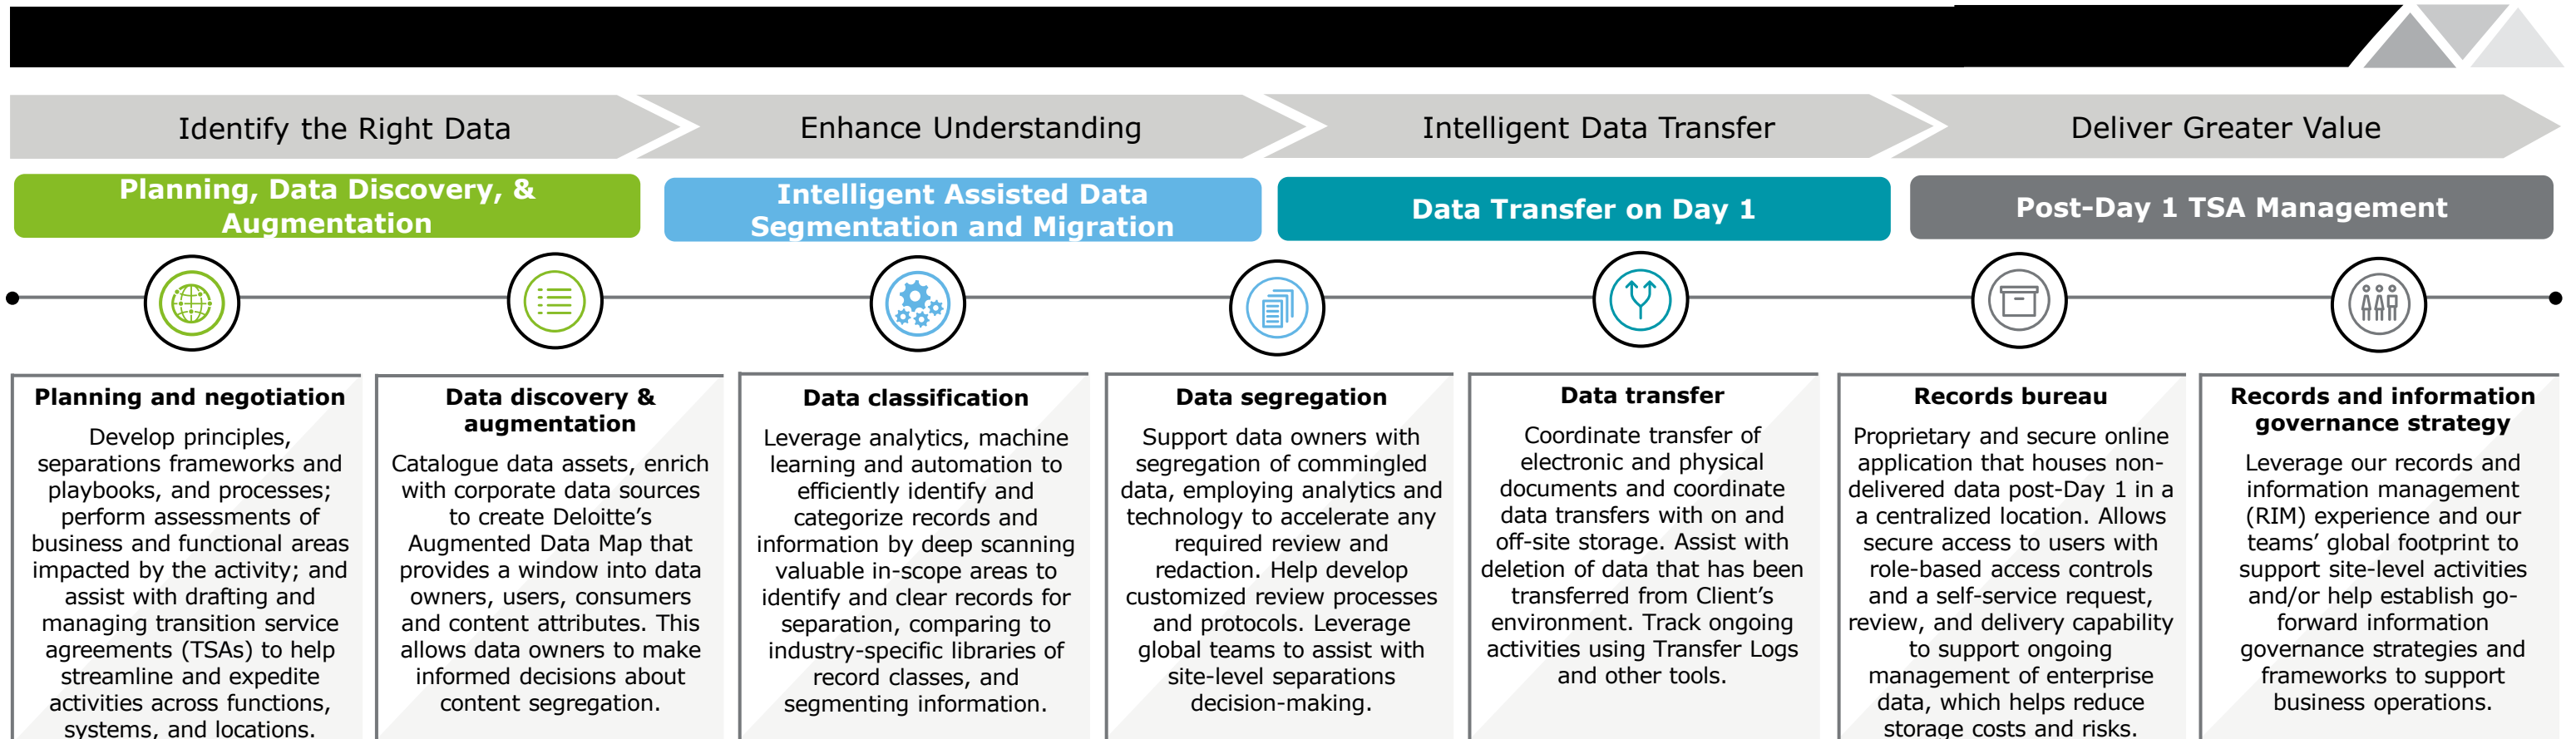 Identify the Right Data
Enhance Understanding
Intelligent Data Transfer
Deliver Greater Value
Planning, Data Discovery, &
Augmentation
Intelligent Assisted Data
Segmentation and Migration
Data Transfer on Day 1
Post-Day 1 TSA Management
Planning and negotiation
Develop principles,
separations frameworks and
playbooks, and processes;
perform assessments of
business and functional areas
impacted by the activity; and
assist with drafting and
managing transition service
agreements (TSAs) to help
streamline and expedite
activities across functions,
systems, and locations.
Data discovery &
augmentation
Catalogue data assets, enrich
with corporate data sources
to create Deloitte’s
Augmented Data Map that
provides a window into data
owners, users, consumers
and content attributes. This
allows data owners to make
informed decisions about
content segregation.
Data classification
Leverage analytics, machine
learning and automation to
efficiently identify and
categorize records and
information by deep scanning
valuable in-scope areas to
identify and clear records for
separation, comparing to
industry-specific libraries of
record classes, and
segmenting information.
Data segregation
Support data owners with
segregation of commingled
data, employing analytics and
technology to accelerate any
required review and
redaction. Help develop
customized review processes
and protocols. Leverage
global teams to assist with
site-level separations
decision-making.
Data transfer
Coordinate transfer of
electronic and physical
documents and coordinate
data transfers with on and
off-site storage. Assist with
deletion of data that has been
transferred from Client’s
environment. Track ongoing
activities using Transfer Logs
and other tools.
Records bureau
Proprietary and secure online
application that houses non-
delivered data post-Day 1 in a
a centralized location. Allows
secure access to users with
role-based access controls
and a self-service request,
review, and delivery capability
to support ongoing
management of enterprise
data, which helps reduce
storage costs and risks.
Records and information
governance strategy
Leverage our records and
information management
(RIM) experience and our
teams’ global footprint to
support site-level activities
and/or help establish go-
forward information
governance strategies and
frameworks to support
business operations.